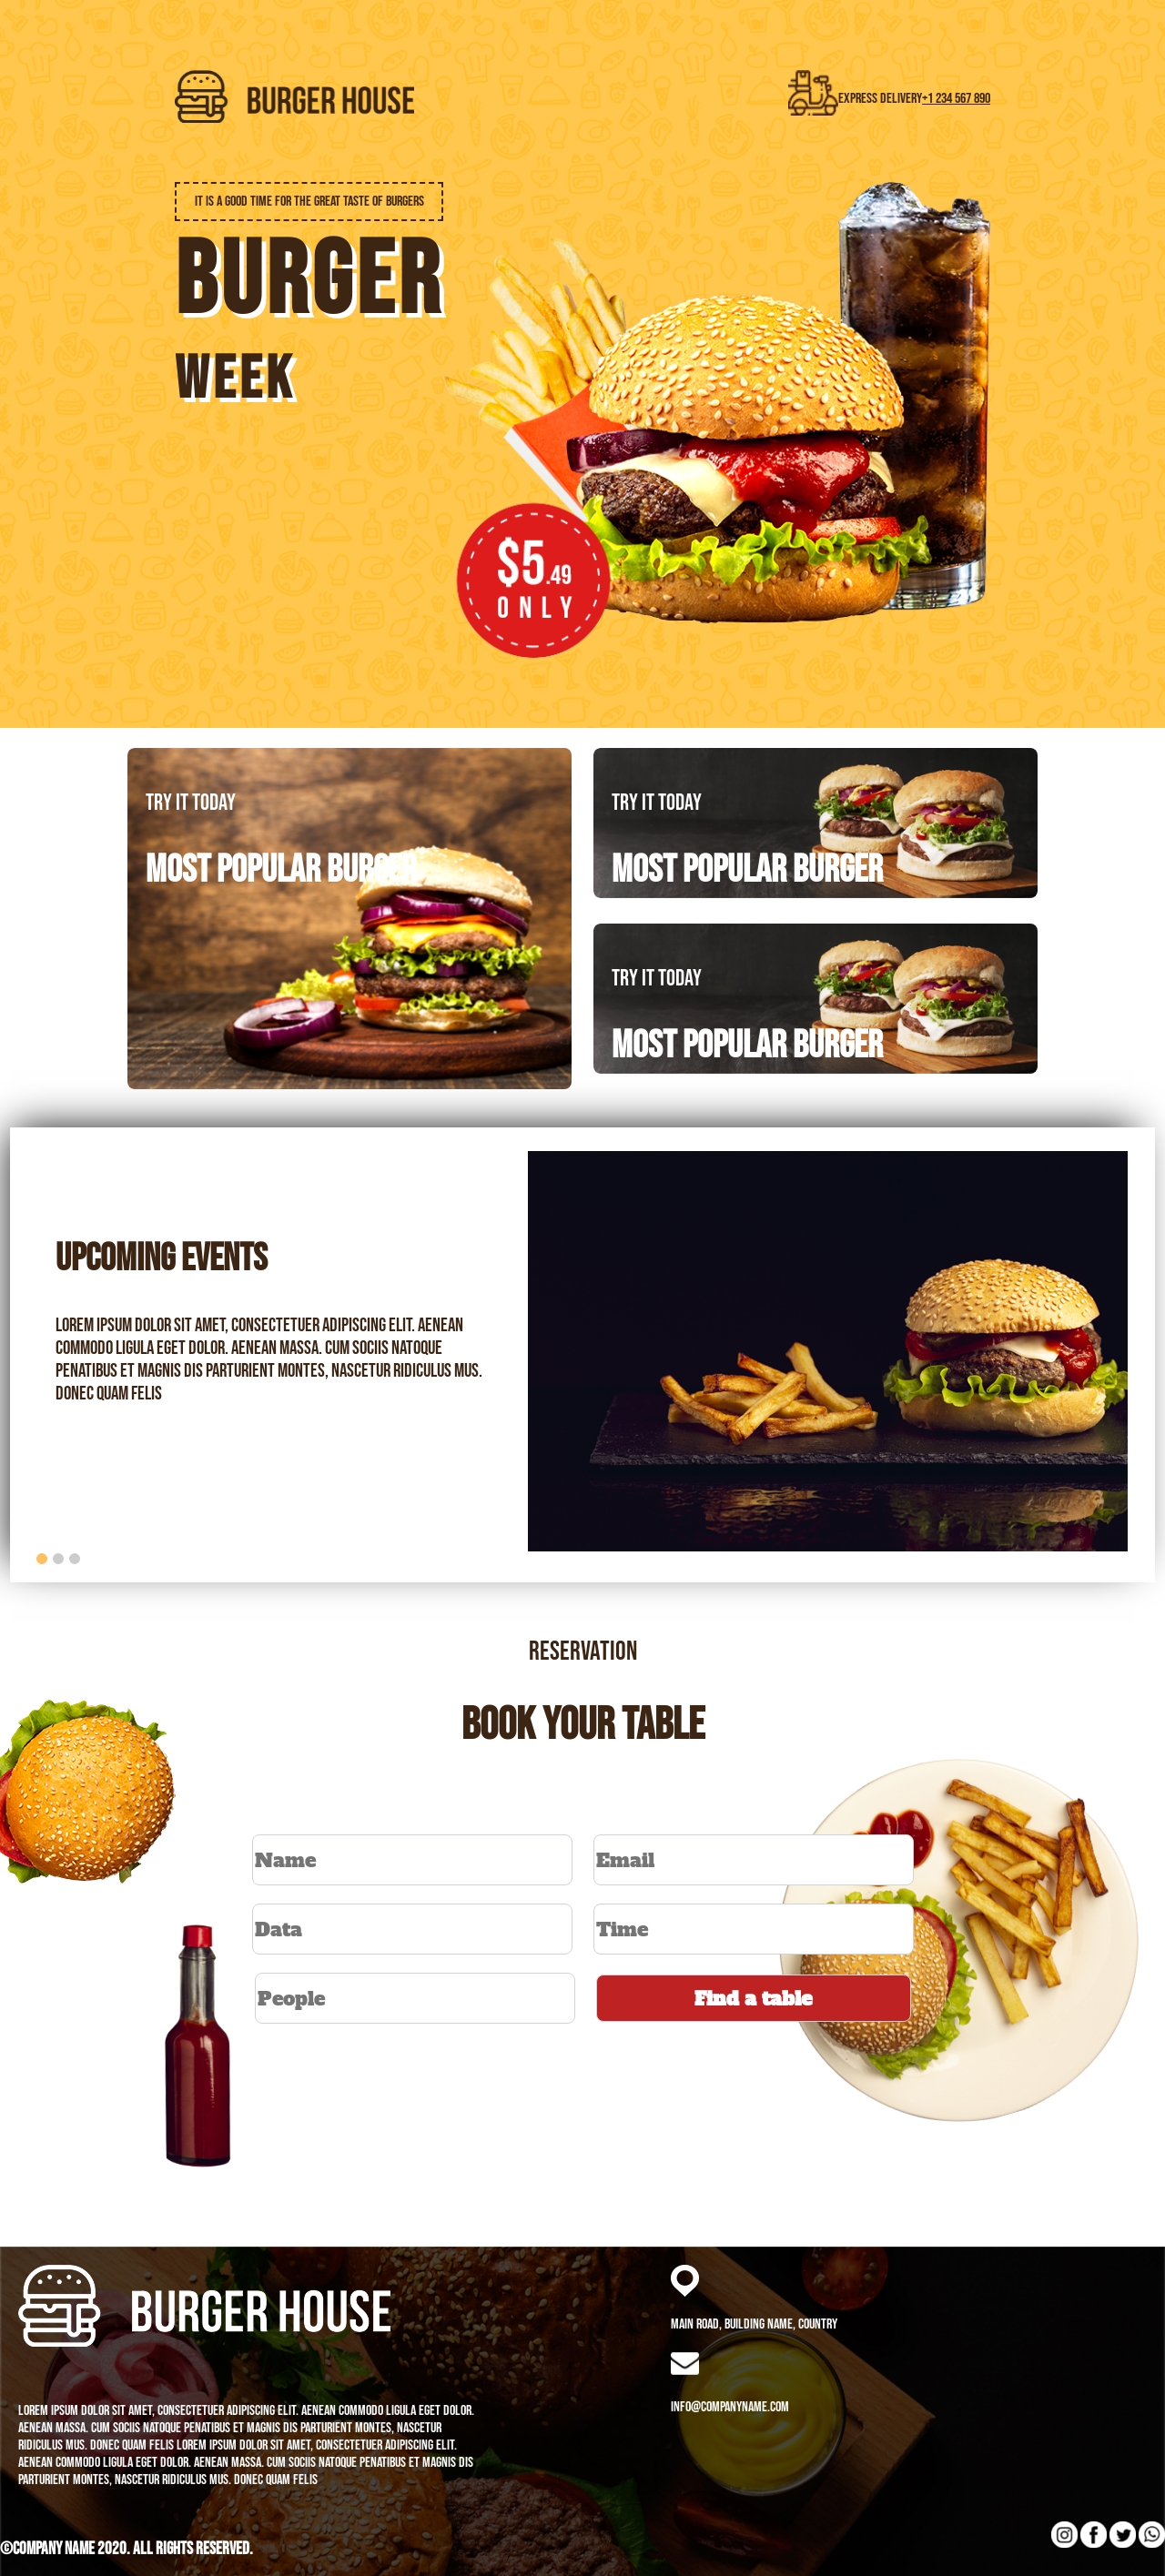 BURGER HOUSE
EXPRESS DELIVERY+1 234 567 890
IT IS A GOOD TIME FOR THE GREAT TASTE OF BURGERS
BURGER
WEEK
$5.49
ONLY
TRY IT TODAY
MOST POPULAR BURGER
TRY IT TODAY
MOST POPULAR BURGER
TRY IT TODAY
MOST POPULAR BURGER
UPCOMING EVENTS
LOREM IPSUM DOLOR SIT AMET, CONSECTETUER ADIPISCING ELIT. AENEAN
COMMODO LIGULA EGET DOLOR. AENEAN MASSA. CUM SOCIIS NATOQUE
PENATIBUS ET MAGNIS DIS PARTURIENT MONTES, NASCETUR RIDICULUS MUS.
DONEC QUAM FELIS
RESERVATION
BOOK YOUR TABLE
Name
Email
Data
Time
People
Find a table
BURGER HOUSE
LOREM IPSUM DOLOR SIT AMET, CONSECTETUER ADIPISCING ELIT. AENEAN COMMODO LIGULA EGET DOLOR.
AENEAN MASSA. CUM SOCIIS NATOQUE PENATIBUS ET MAGNIS DIS PARTURIENT MONTES, NASCETUR
RIDICULUS MUS. DONEC QUAM FELIS LOREM IPSUM DOLOR SIT AMET, CONSECTETUER ADIPISCING ELIT.
AENEAN COMMODO LIGULA EGET DOLOR. AENEAN MASSA. CUM SOCIIS NATOQUE PENATIBUS ET MAGNIS DIS
PARTURIENT MONTES, NASCETUR RIDICULUS MUS. DONEC QUAM FELIS
MAIN ROAD, BUILDING NAME, COUNTRY
INFO@COMPANYNAME.COM
©COMPANY NAME 2020. ALL RIGHTS RESERVED.